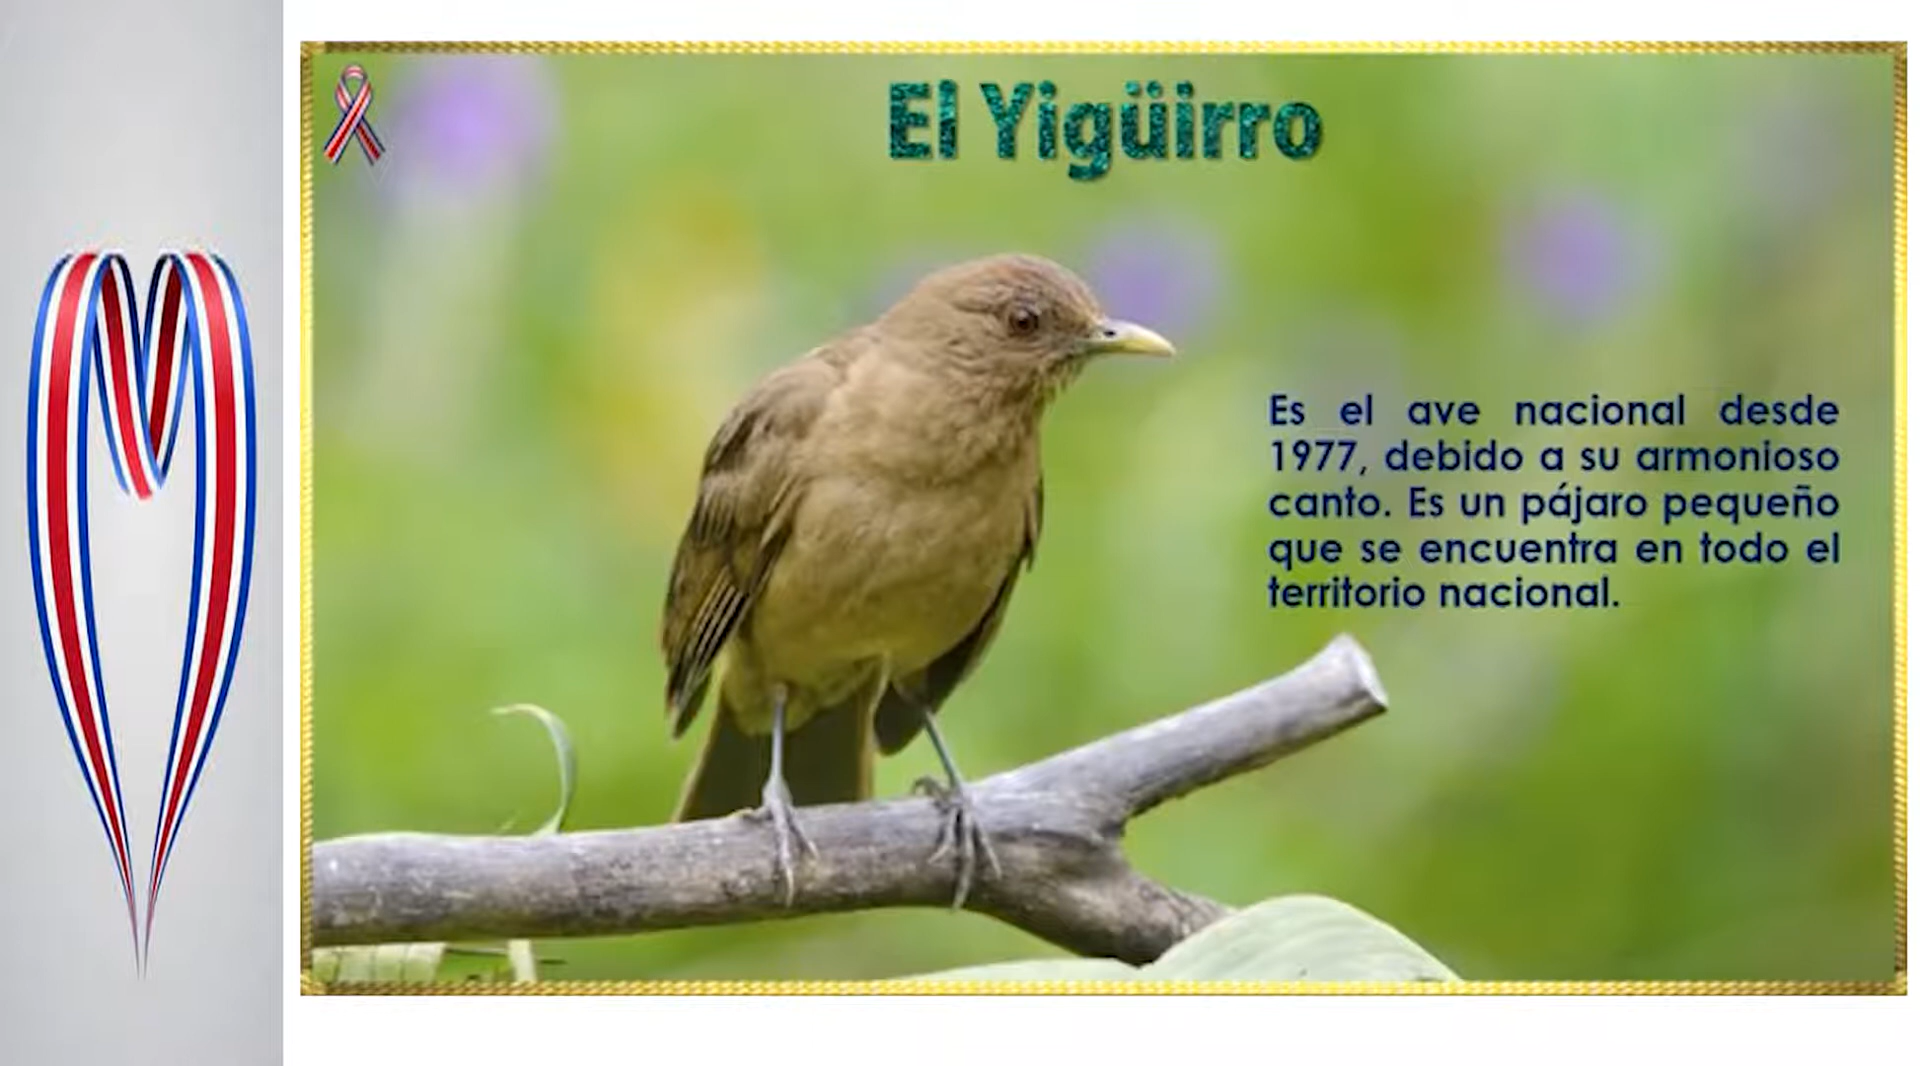 El Yigüirro
Es el ave nacional desde
1977, debido a su armonioso
canto. Es un pájaro pequeño
que se encuentra en todo el
territorio nacional.